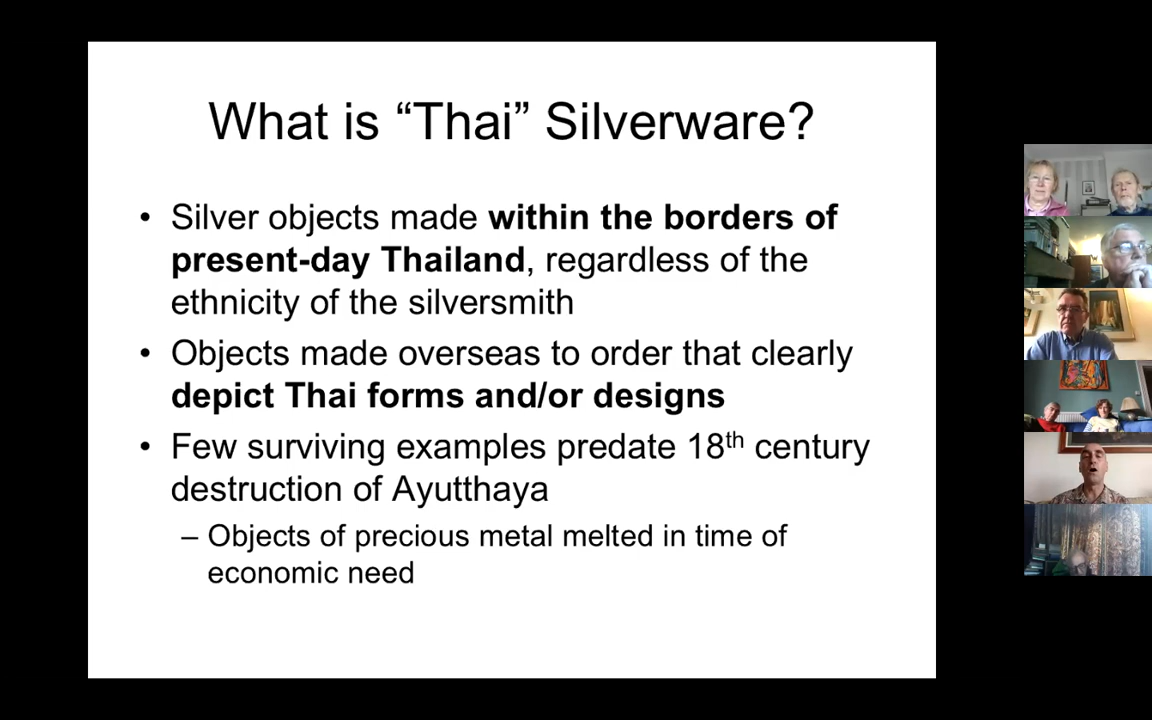 What is “Thai” Silverware?
• Silver objects made within the borders of
present-day Thailand, regardless of the
ethnicity of the silversmith
• Objects made overseas to order that clearly
depict Thai forms and/or designs
• Few surviving examples predate 18th century
destruction of Ayutthaya
– Objects of precious metal melted in time of
economic need